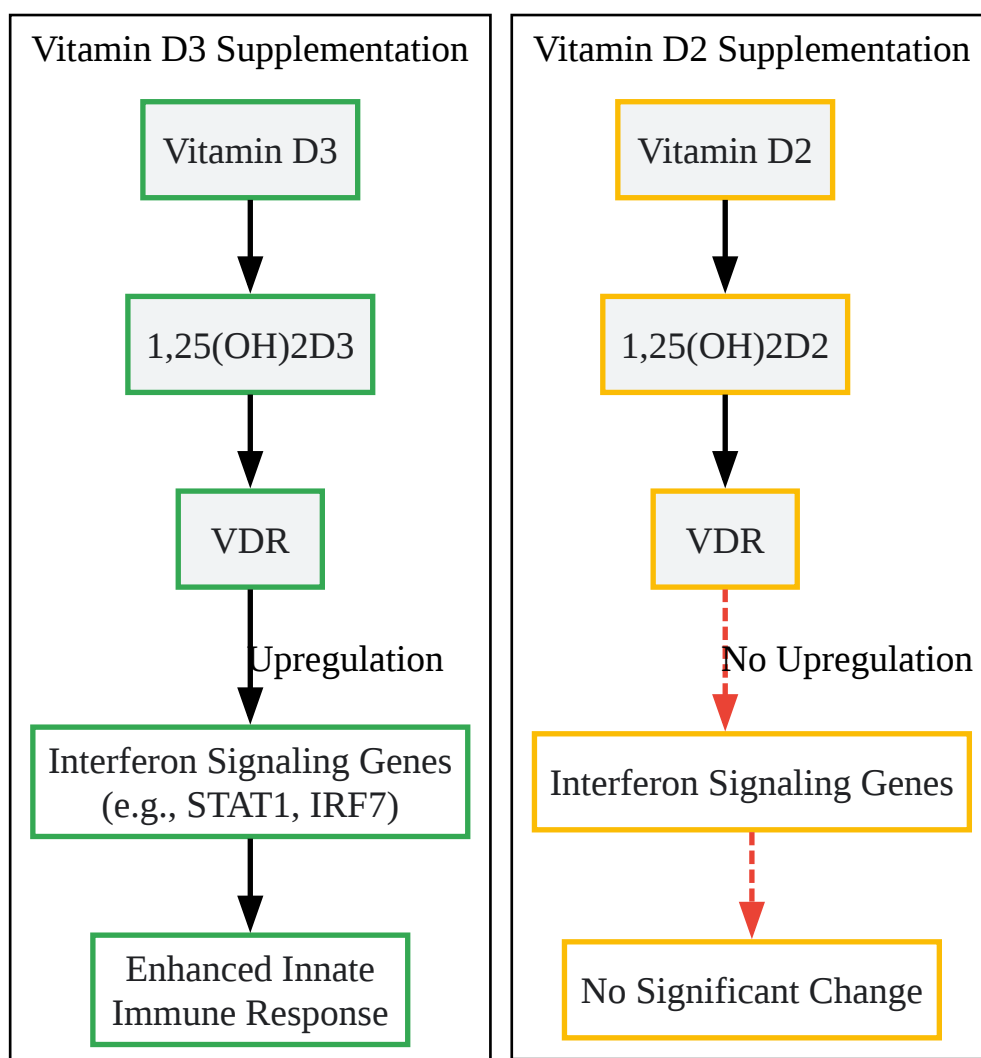 Vitamin D3 Supplementation
Vitamin D3
1,25(OH)2D3
VDR
Upregulation
Interferon Signaling Genes
(e.g., STAT1, IRF7)
Enhanced Innate
Immune Response
Vitamin D2 Supplementation
Vitamin D2
1,25(OH)2D2
VDR
No Upregulation
Interferon Signaling Genes
No Significant Change